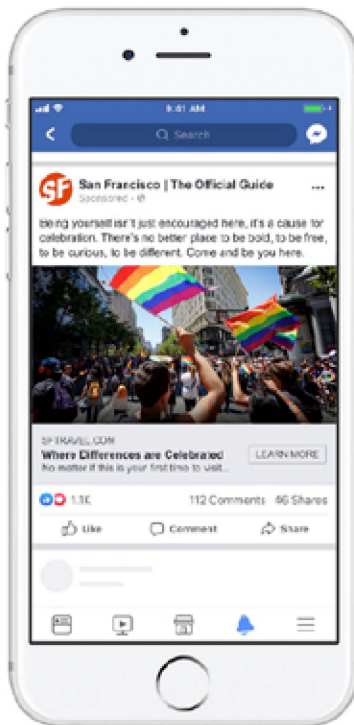 9:41 AM
Search
SF
San Francisco | The Official Guide
Sponsored
Being yourself isn't just encouraged here, it's a cause for
celebration. There's no better place to be bold, to be free,
to be curious, to be different. Come and be you here.
SFTRAVEL.COM
Where Differences are Celebrated
LEARN MORE
No matter if this is your first time to visit...
1.1K
112 Comments 46 Shares
Like
Comment
Share